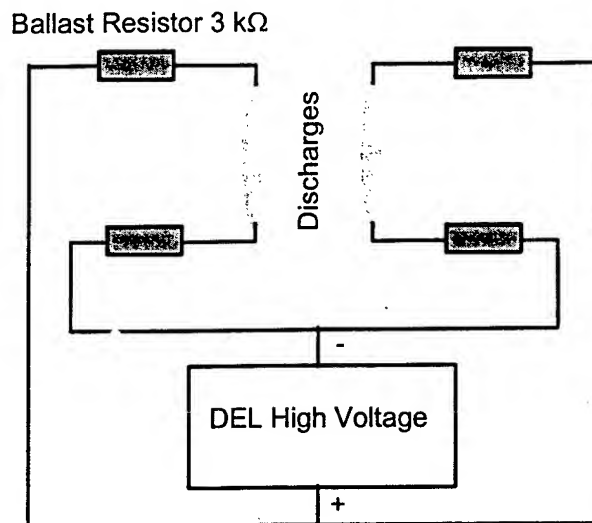 Ballast Resistor 3 kΩ
Discharges
-
DEL High Voltage
+